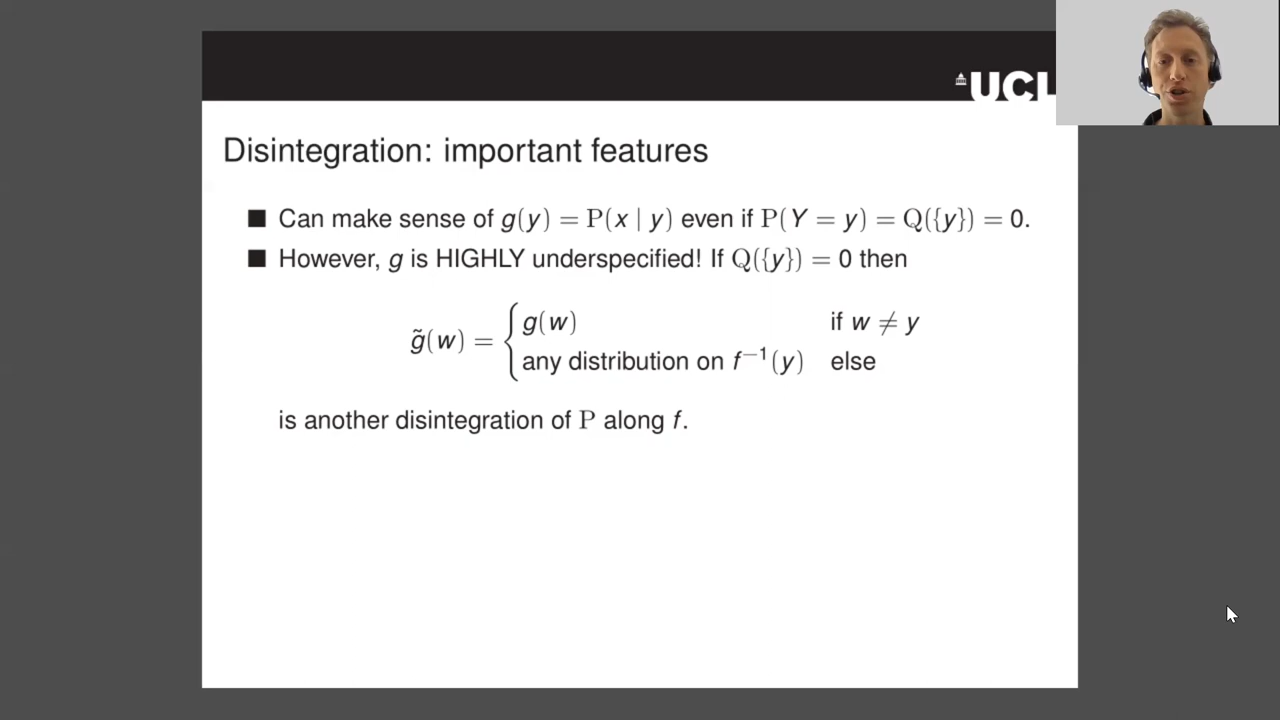 UCL
Disintegration: important features
■ Can make sense of g(y) = P(x | y) even if P(Y = y) = Q({y}) = 0.
■ However, g is HIGHLY underspecified! If Q({y}) = 0 then
g̃(w) = { g(w) if w ≠ y
any distribution on f⁻¹(y) else
is another disintegration of P along f.